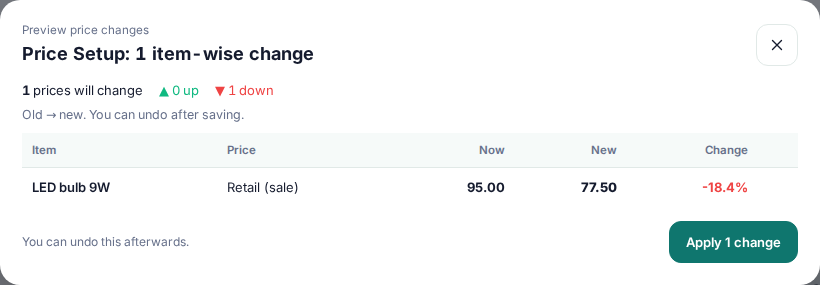 Preview price changes
Price Setup: 1 item-wise change
1 prices will change ▲ 0 up ▼ 1 down
Old → new. You can undo after saving.
Item Price Now New Change
LED bulb 9W Retail (sale) 95.00 77.50 -18.4%
You can undo this afterwards. Apply 1 change